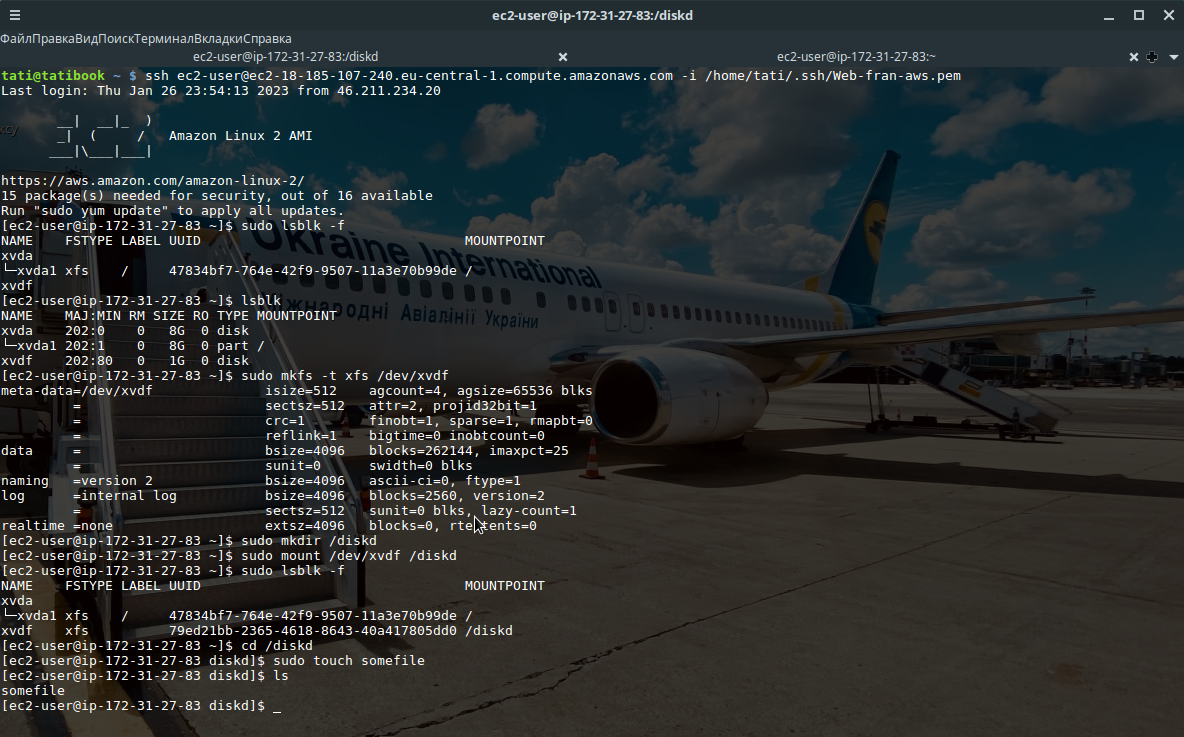 ec2-user@ip-172-31-27-83:/diskd
ФайлПравкаВидПоискТерминалВкладкиСправка
ec2-user@ip-172-31-27-83:/diskd ec2-user@ip-172-31-27-83:~
tati@tatibook ~ $ ssh ec2-user@ec2-18-185-107-240.eu-central-1.compute.amazonaws.com -i /home/tati/.ssh/Web-fran-aws.pem
Last login: Thu Jan 26 23:54:13 2023 from 46.211.234.20
       __|  __|_  )
       _|  (     /   Amazon Linux 2 AMI
      ___|\___|___|
https://aws.amazon.com/amazon-linux-2/
15 package(s) needed for security, out of 16 available
Run "sudo yum update" to apply all updates.
[ec2-user@ip-172-31-27-83 ~]$ sudo lsblk -f
NAME    FSTYPE LABEL UUID                                 MOUNTPOINT
xvda
└─xvda1 xfs    /     47834bf7-764e-42f9-9507-11a3e70b99de /
xvdf
[ec2-user@ip-172-31-27-83 ~]$ lsblk
NAME    MAJ:MIN RM SIZE RO TYPE MOUNTPOINT
xvda    202:0    0   8G  0 disk
└─xvda1 202:1    0   8G  0 part /
xvdf    202:80   0   1G  0 disk
[ec2-user@ip-172-31-27-83 ~]$ sudo mkfs -t xfs /dev/xvdf
meta-data=/dev/xvdf              isize=512    agcount=4, agsize=65536 blks
         =                       sectsz=512   attr=2, projid32bit=1
         =                       crc=1        finobt=1, sparse=1, rmapbt=0
         =                       reflink=1    bigtime=0 inobtcount=0
data     =                       bsize=4096   blocks=262144, imaxpct=25
         =                       sunit=0      swidth=0 blks
naming   =version 2              bsize=4096   ascii-ci=0, ftype=1
log      =internal log           bsize=4096   blocks=2560, version=2
         =                       sectsz=512   sunit=0 blks, lazy-count=1
realtime =none                   extsz=4096   blocks=0, rtextents=0
[ec2-user@ip-172-31-27-83 ~]$ sudo mkdir /diskd
[ec2-user@ip-172-31-27-83 ~]$ sudo mount /dev/xvdf /diskd
[ec2-user@ip-172-31-27-83 ~]$ sudo lsblk -f
NAME    FSTYPE LABEL UUID                                 MOUNTPOINT
xvda
└─xvda1 xfs    /     47834bf7-764e-42f9-9507-11a3e70b99de /
xvdf    xfs          79ed21bb-2365-4618-8643-40a417805dd0 /diskd
[ec2-user@ip-172-31-27-83 ~]$ cd /diskd
[ec2-user@ip-172-31-27-83 diskd]$ sudo touch somefile
[ec2-user@ip-172-31-27-83 diskd]$ ls
somefile
[ec2-user@ip-172-31-27-83 diskd]$ _
Ukraine International
Міжнародні Авіалінії України